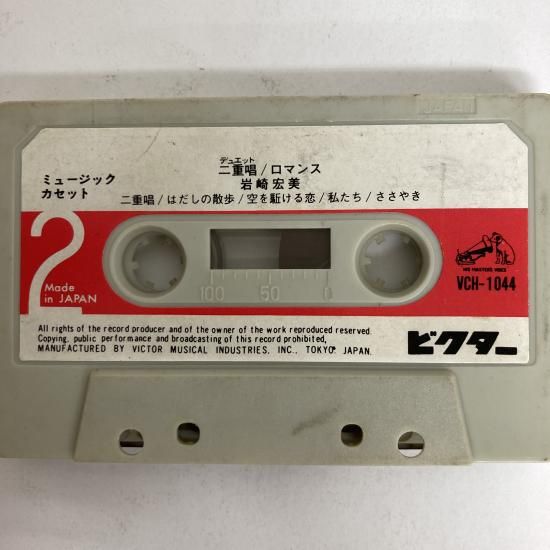 JAPAN
デュエット
二重唱/ロマンス
岩崎宏美
ミュージック
カセット
二重唱/はだしの散歩/空を駈ける恋/私たち/ささやき
2
Made
in JAPAN
100 50 0
HIS MASTER'S VOICE
VCH-1044
All rights of the record producer and of the owner of the work reproduced reserved.
Copying, public performance and broadcasting of this record prohibited,
MANUFACTURED BY VICTOR MUSICAL INDUSTRIES, INC., TOKYO, JAPAN.
ビクター